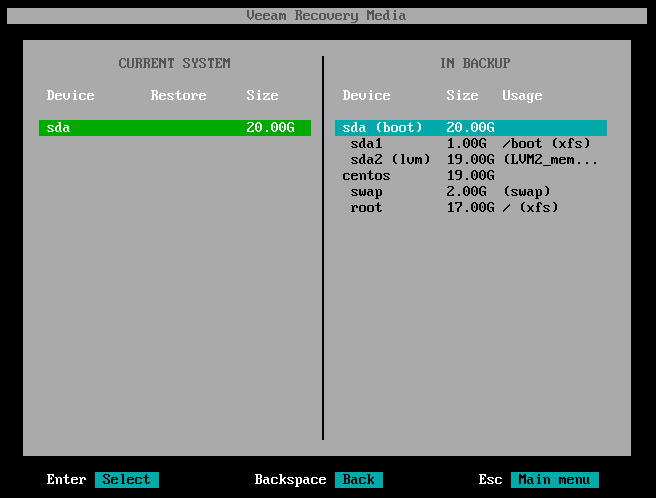 Veeam Recovery Media
CURRENT SYSTEM
Device Restore Size
sda 20.00G
IN BACKUP
Device Size Usage
sda (boot) 20.00G
sda1 1.00G /boot (xfs)
sda2 (lvm) 19.00G (LVM2_mem...
centos 19.00G
swap 2.00G (swap)
root 17.00G / (xfs)
Enter Select Backspace Back Esc Main menu